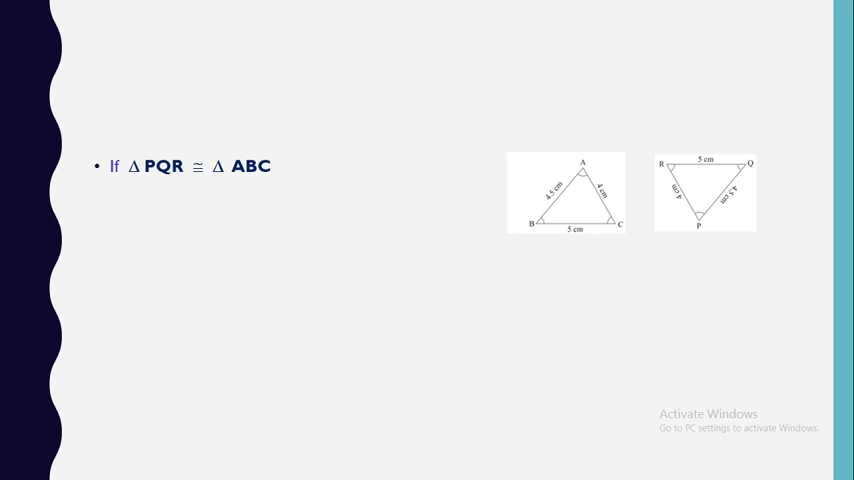 • If Δ PQR ≅ Δ ABC
A
4.5 cm
4 cm
B
C
5 cm
5 cm
R
Q
4 cm
4.5 cm
P
Activate Windows
Go to PC settings to activate Windows.